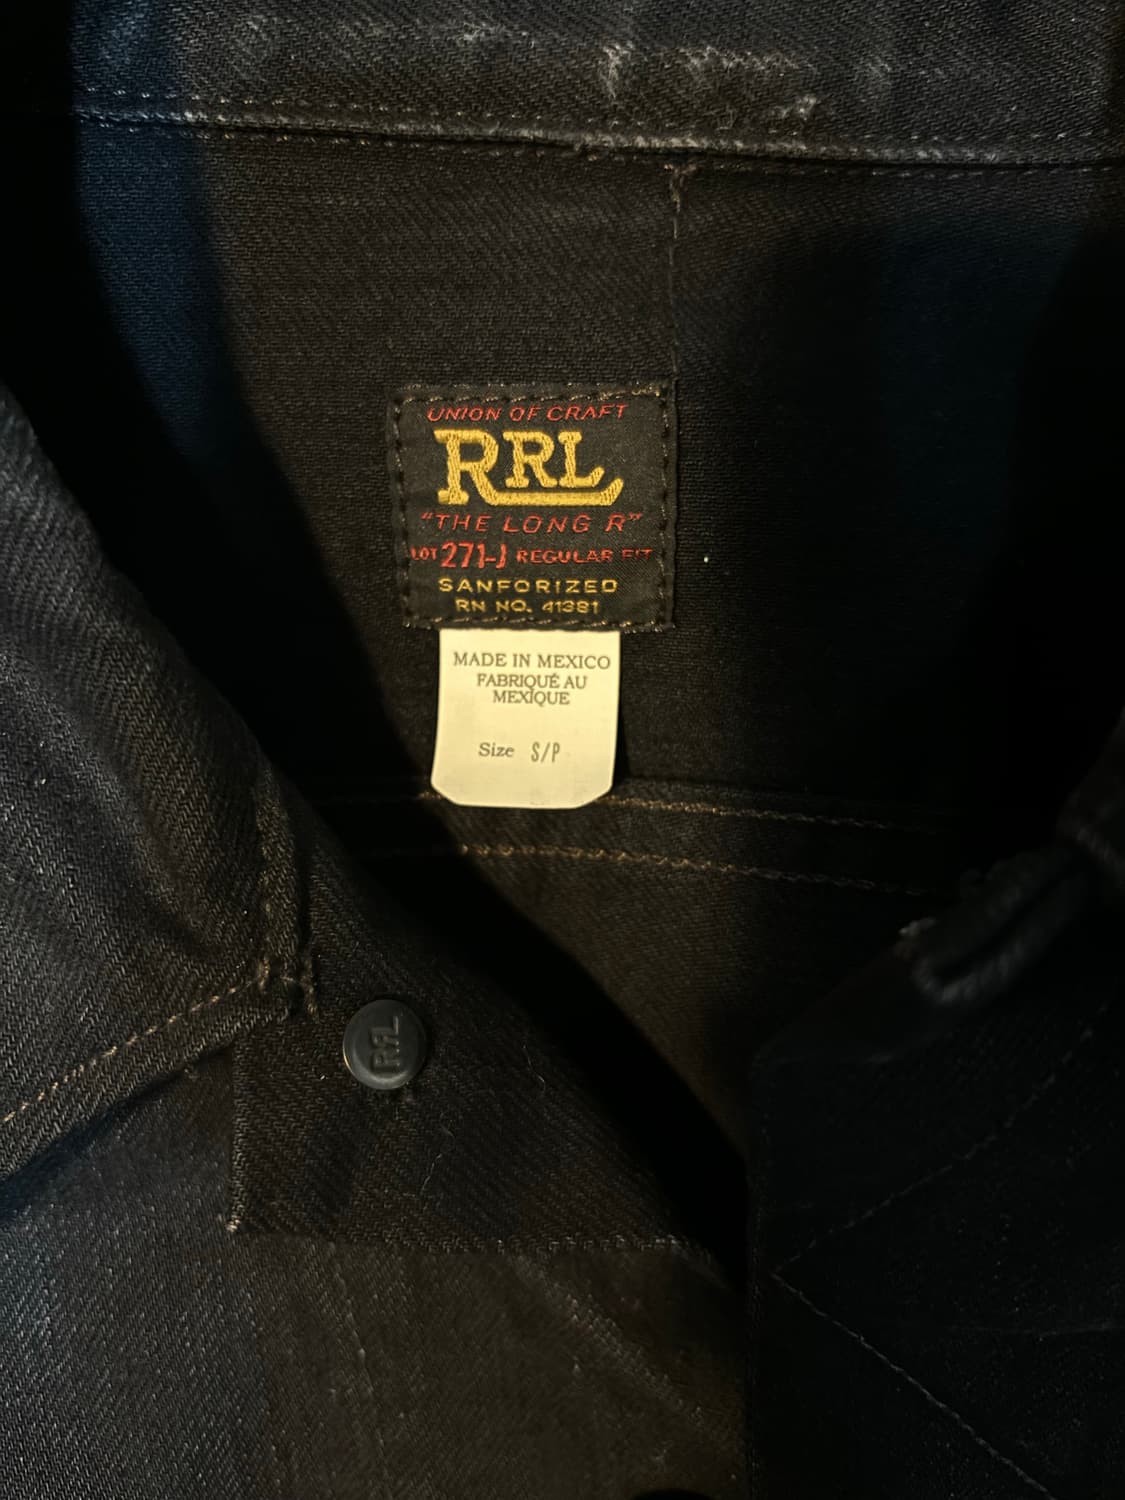 UNION OF CRAFT
RRL
"THE LONG R"
LOT 271-J REGULAR FIT
SANFORIZED
RN NO. 41381
MADE IN MEXICO
FABRIQUÉ AU
MEXIQUE
Size S/P
RRL